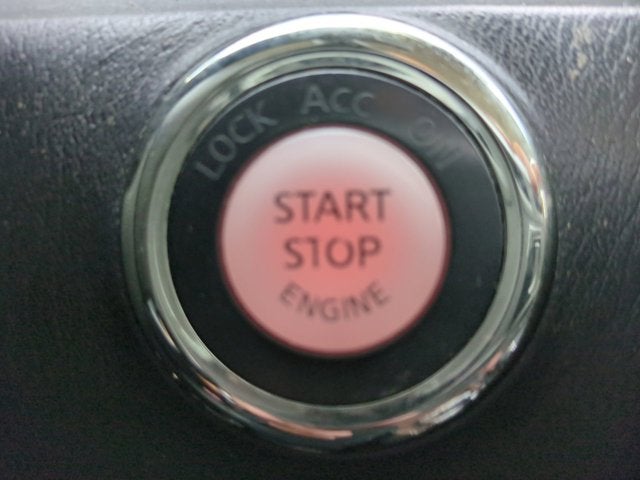 LOCK ACC ON
START
STOP
ENGINE